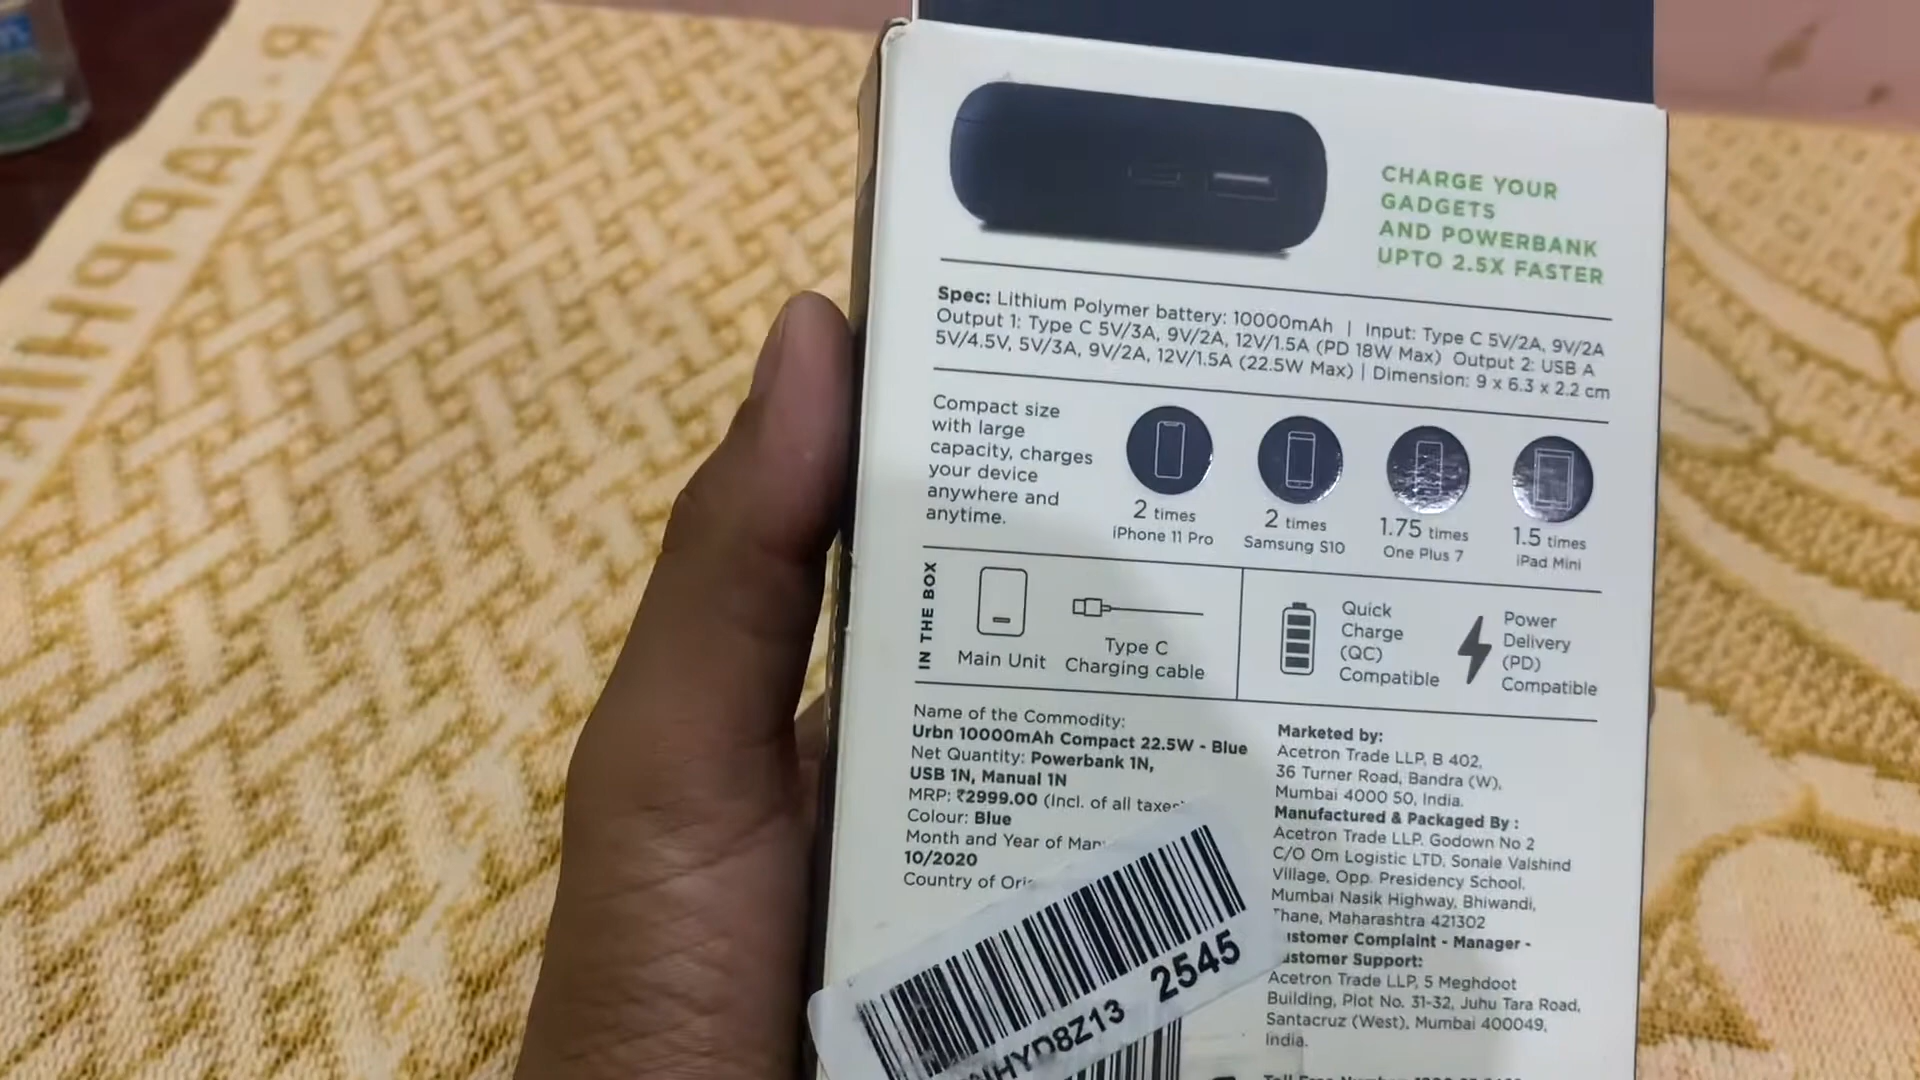 R. SAPPHIRE
CHARGE YOUR
GADGETS
AND POWERBANK
UPTO 2.5X FASTER
Spec: Lithium Polymer battery: 10000mAh | Input: Type C 5V/2A, 9V/2A
Output 1: Type C 5V/3A, 9V/2A, 12V/1.5A (PD 18W Max) Output 2: USB A
5V/4.5V, 5V/3A, 9V/2A, 12V/1.5A (22.5W Max) | Dimension: 9 x 6.3 x 2.2 cm
Compact size
with large
capacity, charges
your device
anywhere and
anytime.
2 times
iPhone 11 Pro
2 times
Samsung S10
1.75 times
One Plus 7
1.5 times
iPad Mini
IN THE BOX
Main Unit
Type C
Charging cable
Quick
Charge
(QC)
Compatible
Power
Delivery
(PD)
Compatible
Name of the Commodity:
Urbn 10000mAh Compact 22.5W - Blue
Net Quantity: Powerbank 1N,
USB 1N, Manual 1N
MRP: ₹2999.00 (Incl. of all taxes
Colour: Blue
Month and Year of Man
10/2020
Country of Ori
2545
HYD8Z13
Marketed by:
Acetron Trade LLP, B 402,
36 Turner Road, Bandra (W),
Mumbai 4000 50, India.
Manufactured & Packaged By :
Acetron Trade LLP. Godown No 2
C/O Om Logistic LTD, Sonale Valshind
Village, Opp. Presidency School,
Mumbai Nasik Highway, Bhiwandi,
Thane, Maharashtra 421302
ustomer Complaint - Manager -
ustomer Support:
Acetron Trade LLP, 5 Meghdoot
Building, Plot No. 31-32, Juhu Tara Road,
Santacruz (West), Mumbai 400049,
India.